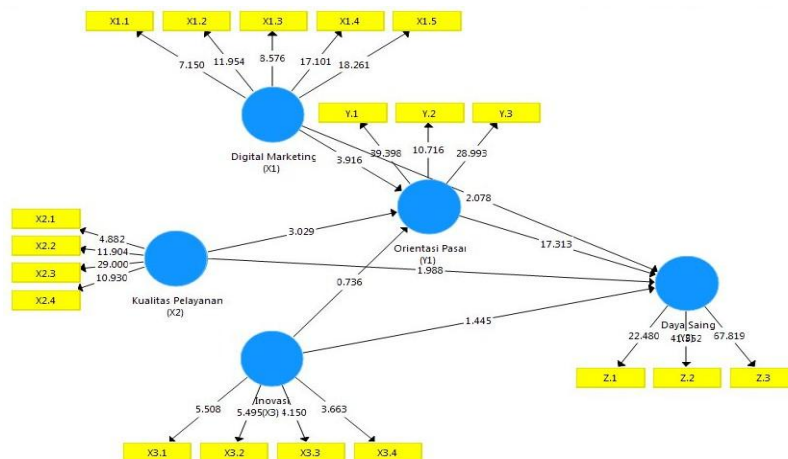 X1.1 X1.2 X1.3 X1.4 X1.5
7.150 11.954 8.576 17.101 18.261
Y.1 Y.2 Y.3
Digital Marketing
(X1)
3.916
39.398 10.716 28.993
2.078
X2.1
X2.2
X2.3
X2.4
4.882
11.904
29.000
10.930
Kualitas Pelayanan
(X2)
3.029
Orientasi Pasar
(Y1)
17.313
1.988
0.736
1.445
Daya Saing
22.480 67.819
Z.1 Z.2 Z.3
Inovasi
(X3)
5.508 5.495 4.150 3.663
X3.1 X3.2 X3.3 X3.4